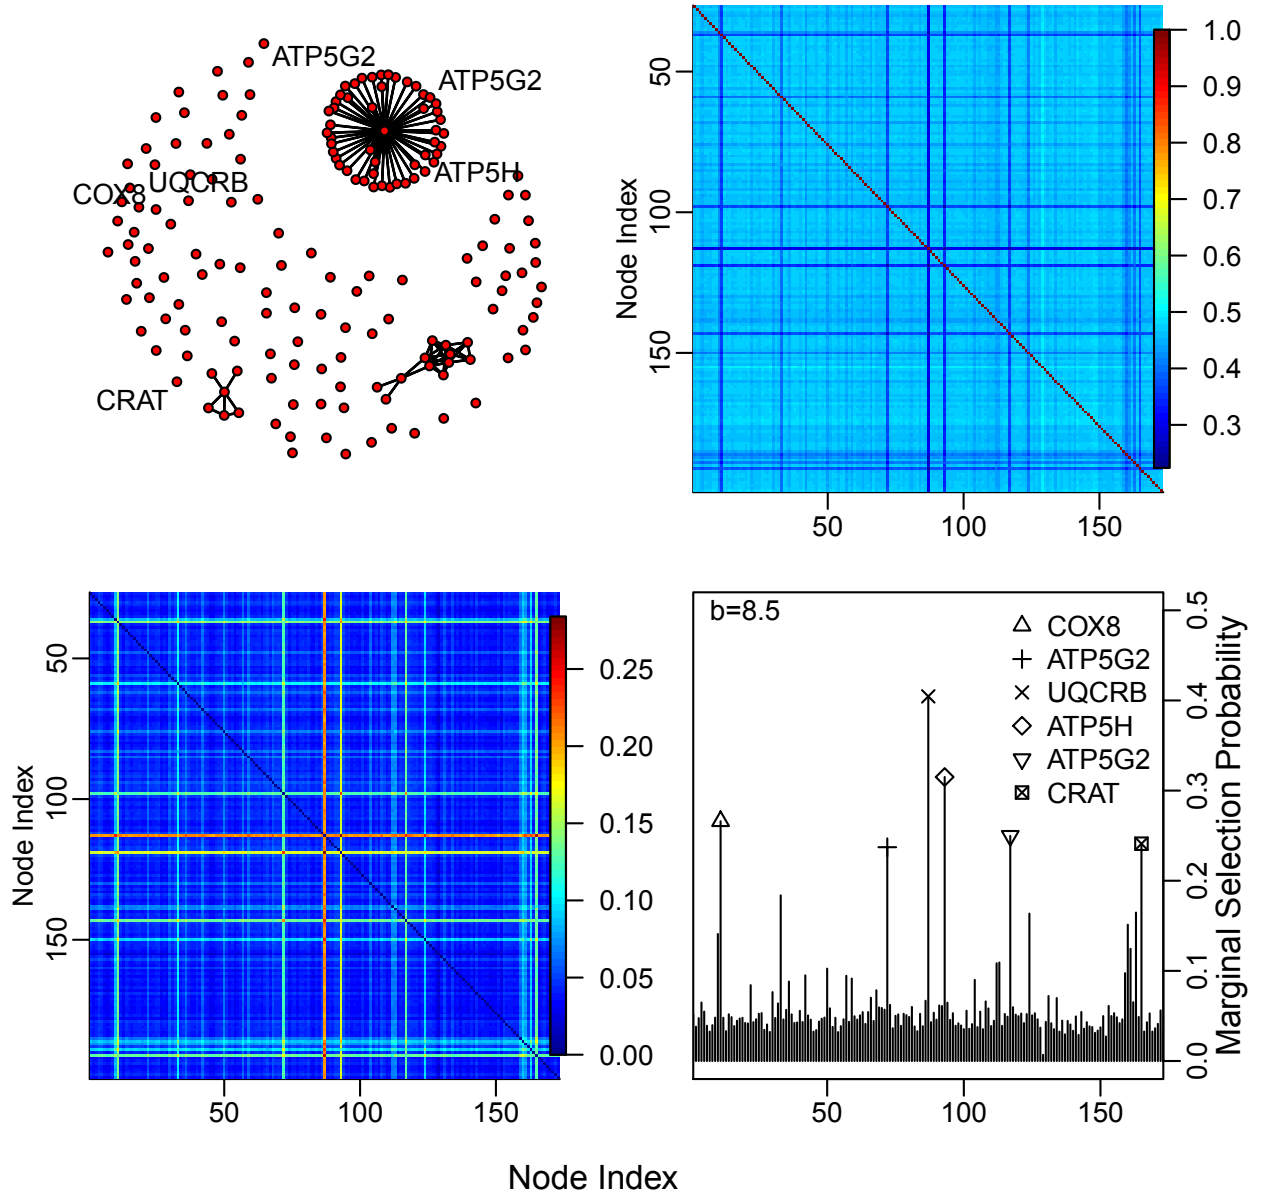 ATP5G2
ATP5G2
ATP5H
UQCRB
COX8
CRAT
Node Index
50
100
150
50
100
150
1.0
0.9
0.8
0.7
0.6
0.5
0.4
0.3
Node Index
50
100
150
50
100
150
0.25
0.20
0.15
0.10
0.05
0.00
b=8.5
COX8
ATP5G2
UQCRB
ATP5H
ATP5G2
CRAT
0.5
0.4
0.3
0.2
0.1
0.0
Marginal Selection Probability
50
100
150
Node Index